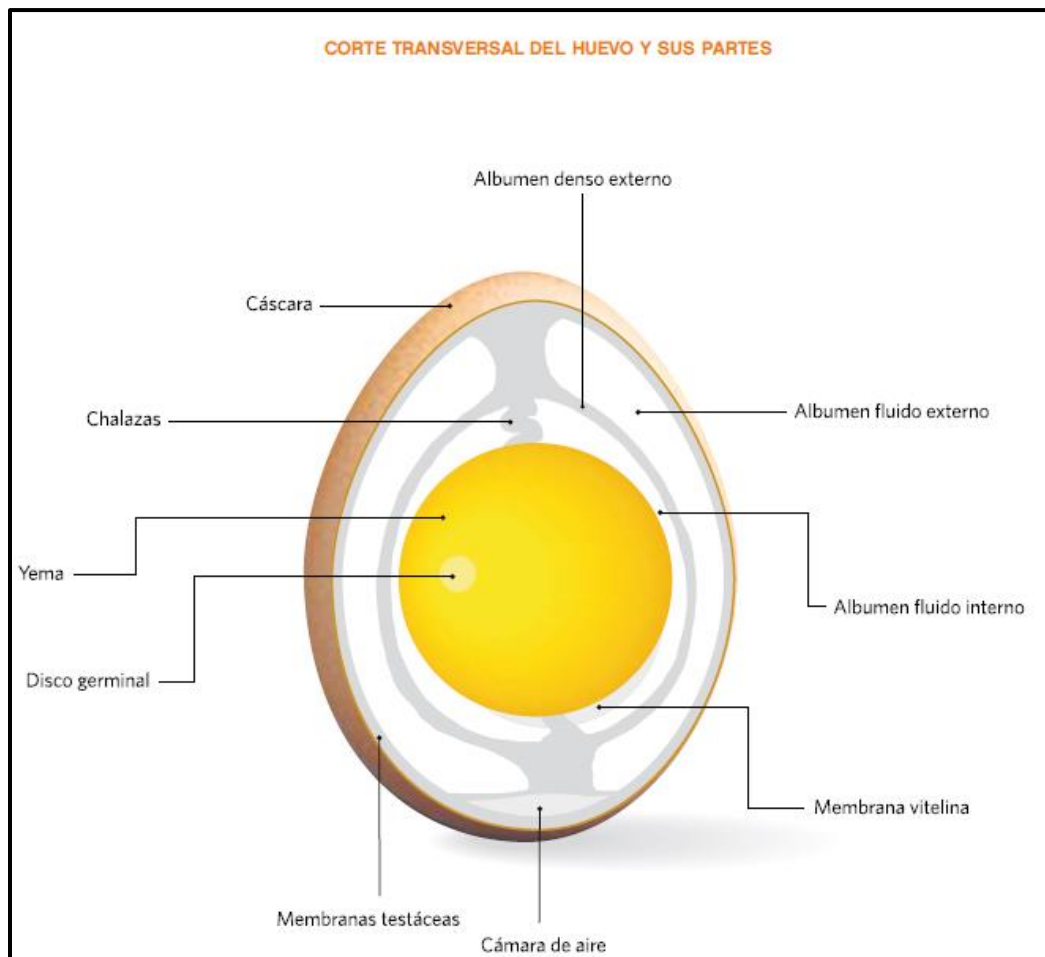 CORTE TRANSVERSAL DEL HUEVO Y SUS PARTES
Albumen denso externo
Cáscara
Albumen fluido externo
Chalazas
Yema
Albumen fluido interno
Disco germinal
Membrana vitelina
Membranas testáceas
Cámara de aire